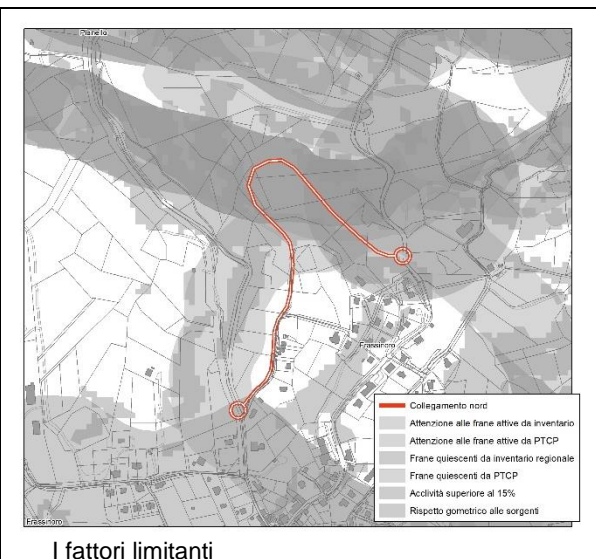 Pianello
Frassinoro
Collegamento nord
Attenzione alle frane attive da inventario
Attenzione alle frane attive da PTCP
Frane quiescenti da inventario regionale
Frane quiescenti da PTCP
Acclività superiore al 15%
Rispetto gometrico alle sorgenti
Frassinoro
I fattori limitanti